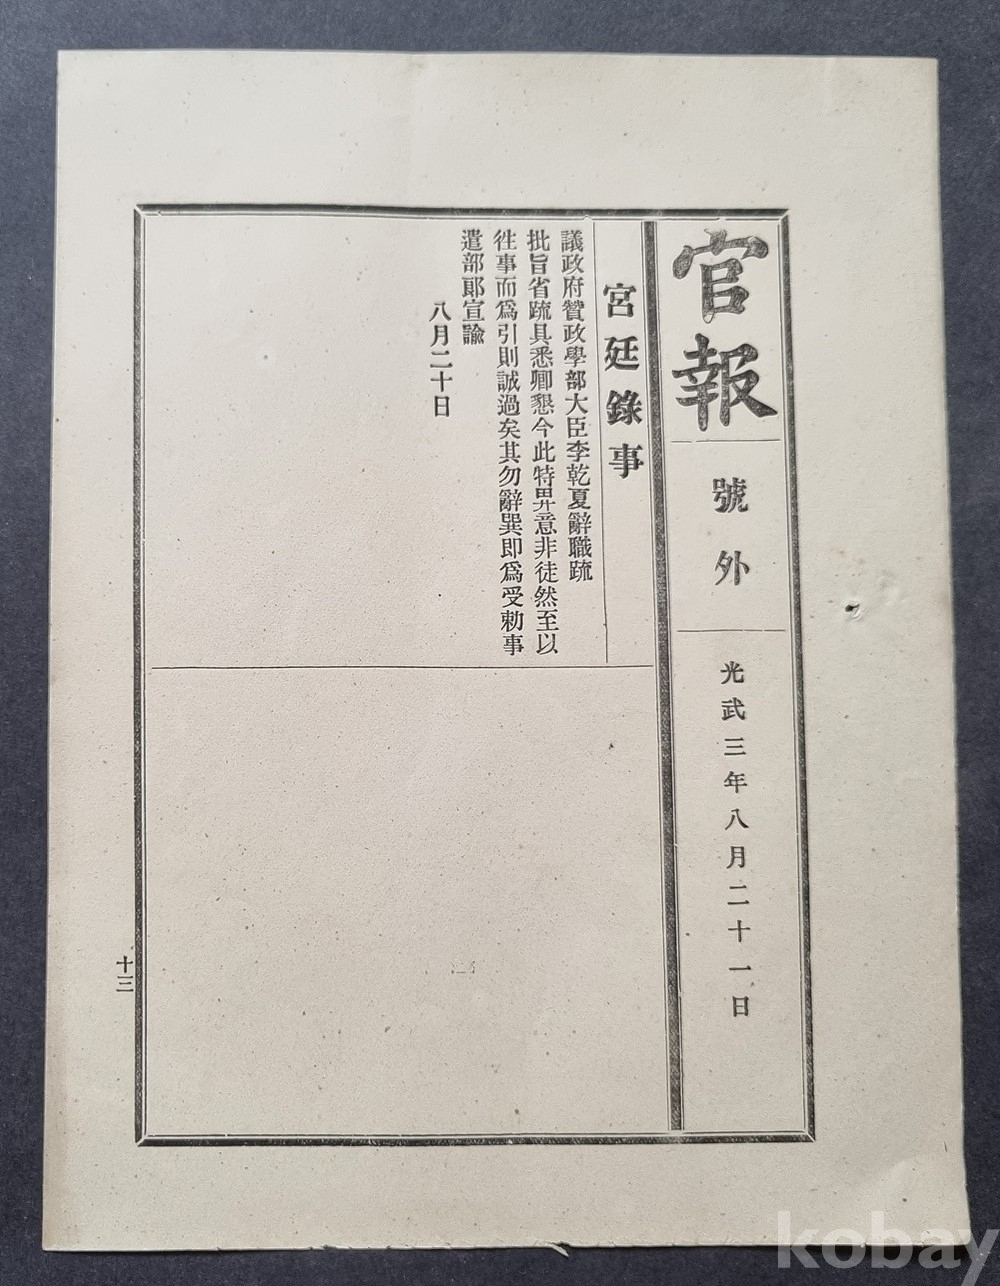 官報
號外
光武三年八月二十一日
宮廷錄事
議政府贊政學部大臣李乾夏辭職疏
批旨省疏具悉卿懇今此特畀意非徒然至以
徃事而爲引則誠過矣其勿辭巽即爲受勅事
遣部郞宣諭
八月二十日
十三
kobay